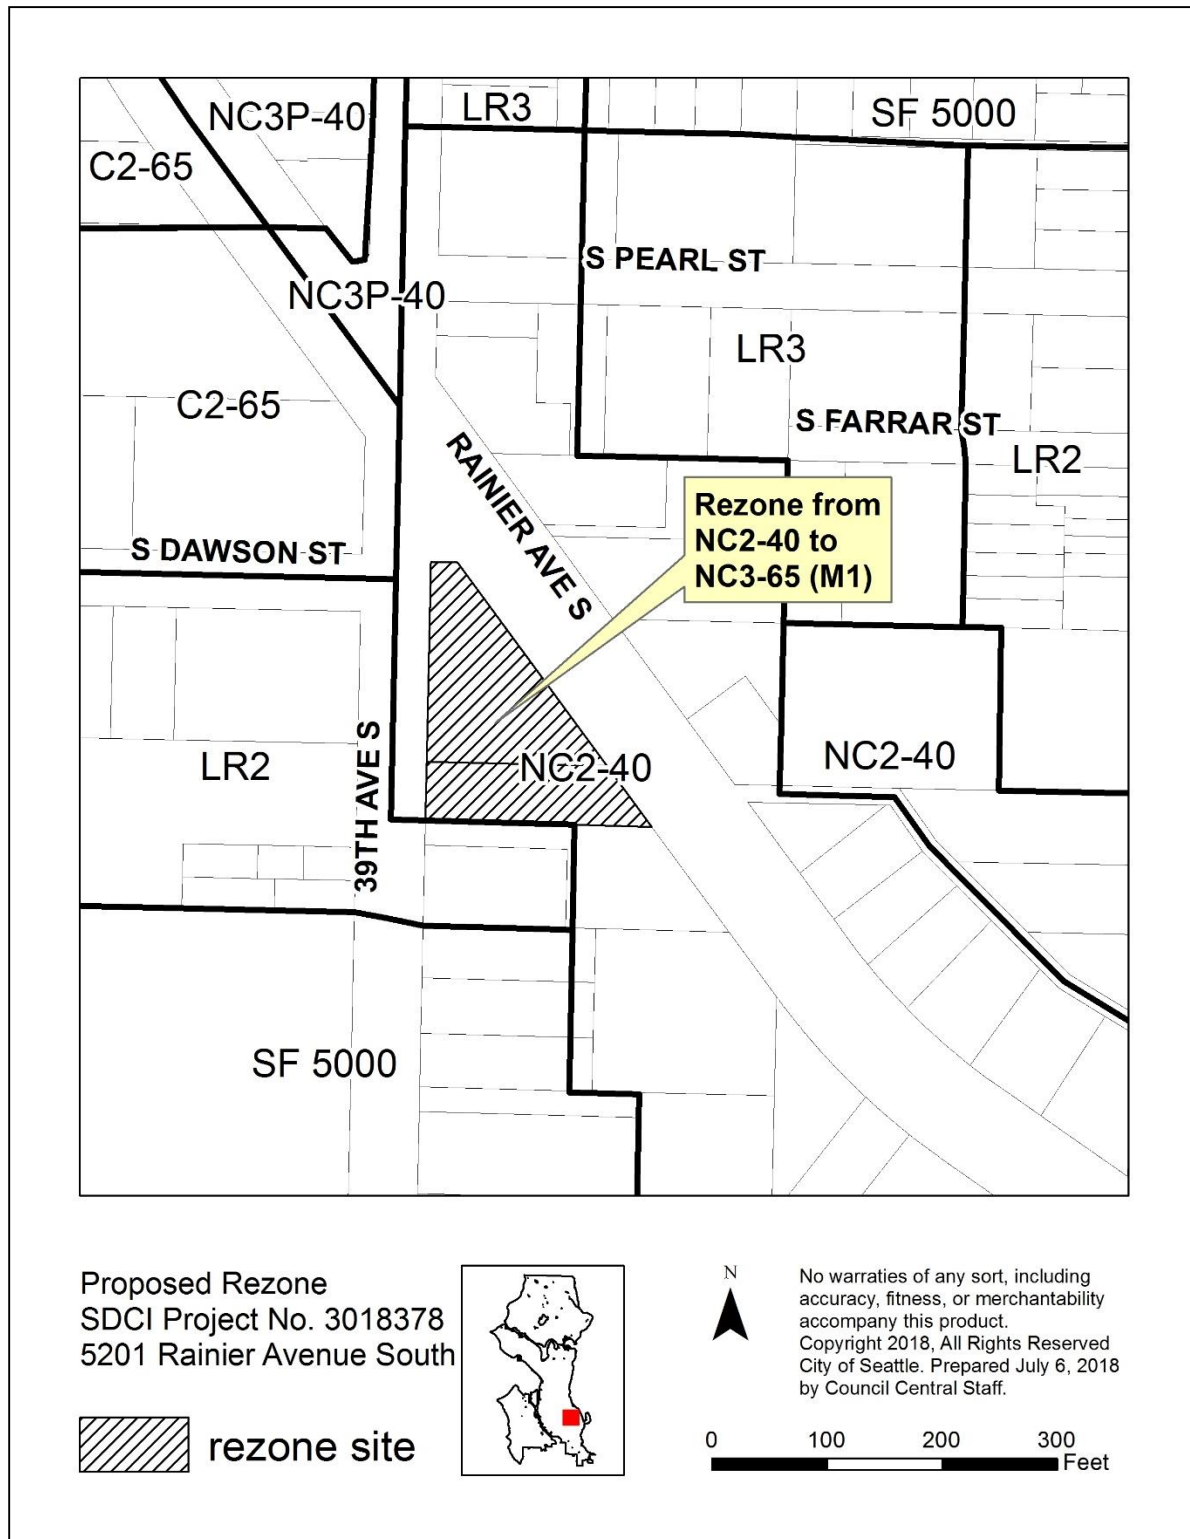 NC3P-40
LR3
SF 5000
C2-65
S PEARL ST
NC3P-40
LR3
C2-65
S FARRAR ST
LR2
RAINIER AVE S
Rezone from
NC2-40 to
NC3-65 (M1)
S DAWSON ST
39TH AVE S
LR2
NC2-40
NC2-40
SF 5000
Proposed Rezone
SDCI Project No. 3018378
5201 Rainier Avenue South
rezone site
N
No warraties of any sort, including
accuracy, fitness, or merchantability
accompany this product.
Copyright 2018, All Rights Reserved
City of Seattle. Prepared July 6, 2018
by Council Central Staff.
0 100 200 300
Feet